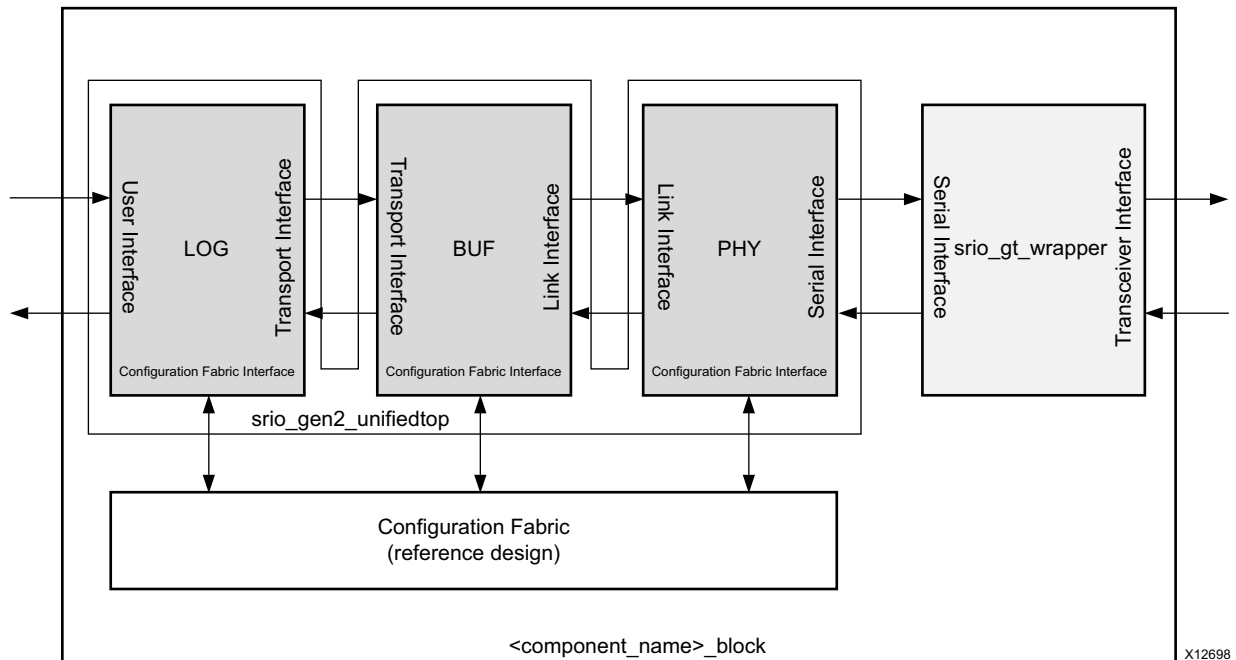 User Interface
LOG
Transport Interface
Configuration Fabric Interface
Transport Interface
BUF
Link Interface
Configuration Fabric Interface
Link Interface
PHY
Serial Interface
Configuration Fabric Interface
Serial Interface
srio_gt_wrapper
Transceiver Interface
srio_gen2_unifiedtop
Configuration Fabric
(reference design)
<component_name>_block
X12698